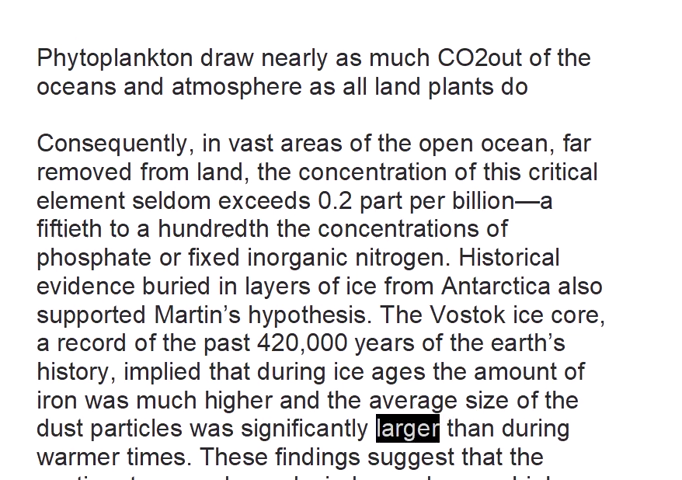 Phytoplankton draw nearly as much CO2out of the
oceans and atmosphere as all land plants do
Consequently, in vast areas of the open ocean, far
removed from land, the concentration of this critical
element seldom exceeds 0.2 part per billion—a
fiftieth to a hundredth the concentrations of
phosphate or fixed inorganic nitrogen. Historical
evidence buried in layers of ice from Antarctica also
supported Martin’s hypothesis. The Vostok ice core,
a record of the past 420,000 years of the earth’s
history, implied that during ice ages the amount of
iron was much higher and the average size of the
dust particles was significantly larger than during
warmer times. These findings suggest that the